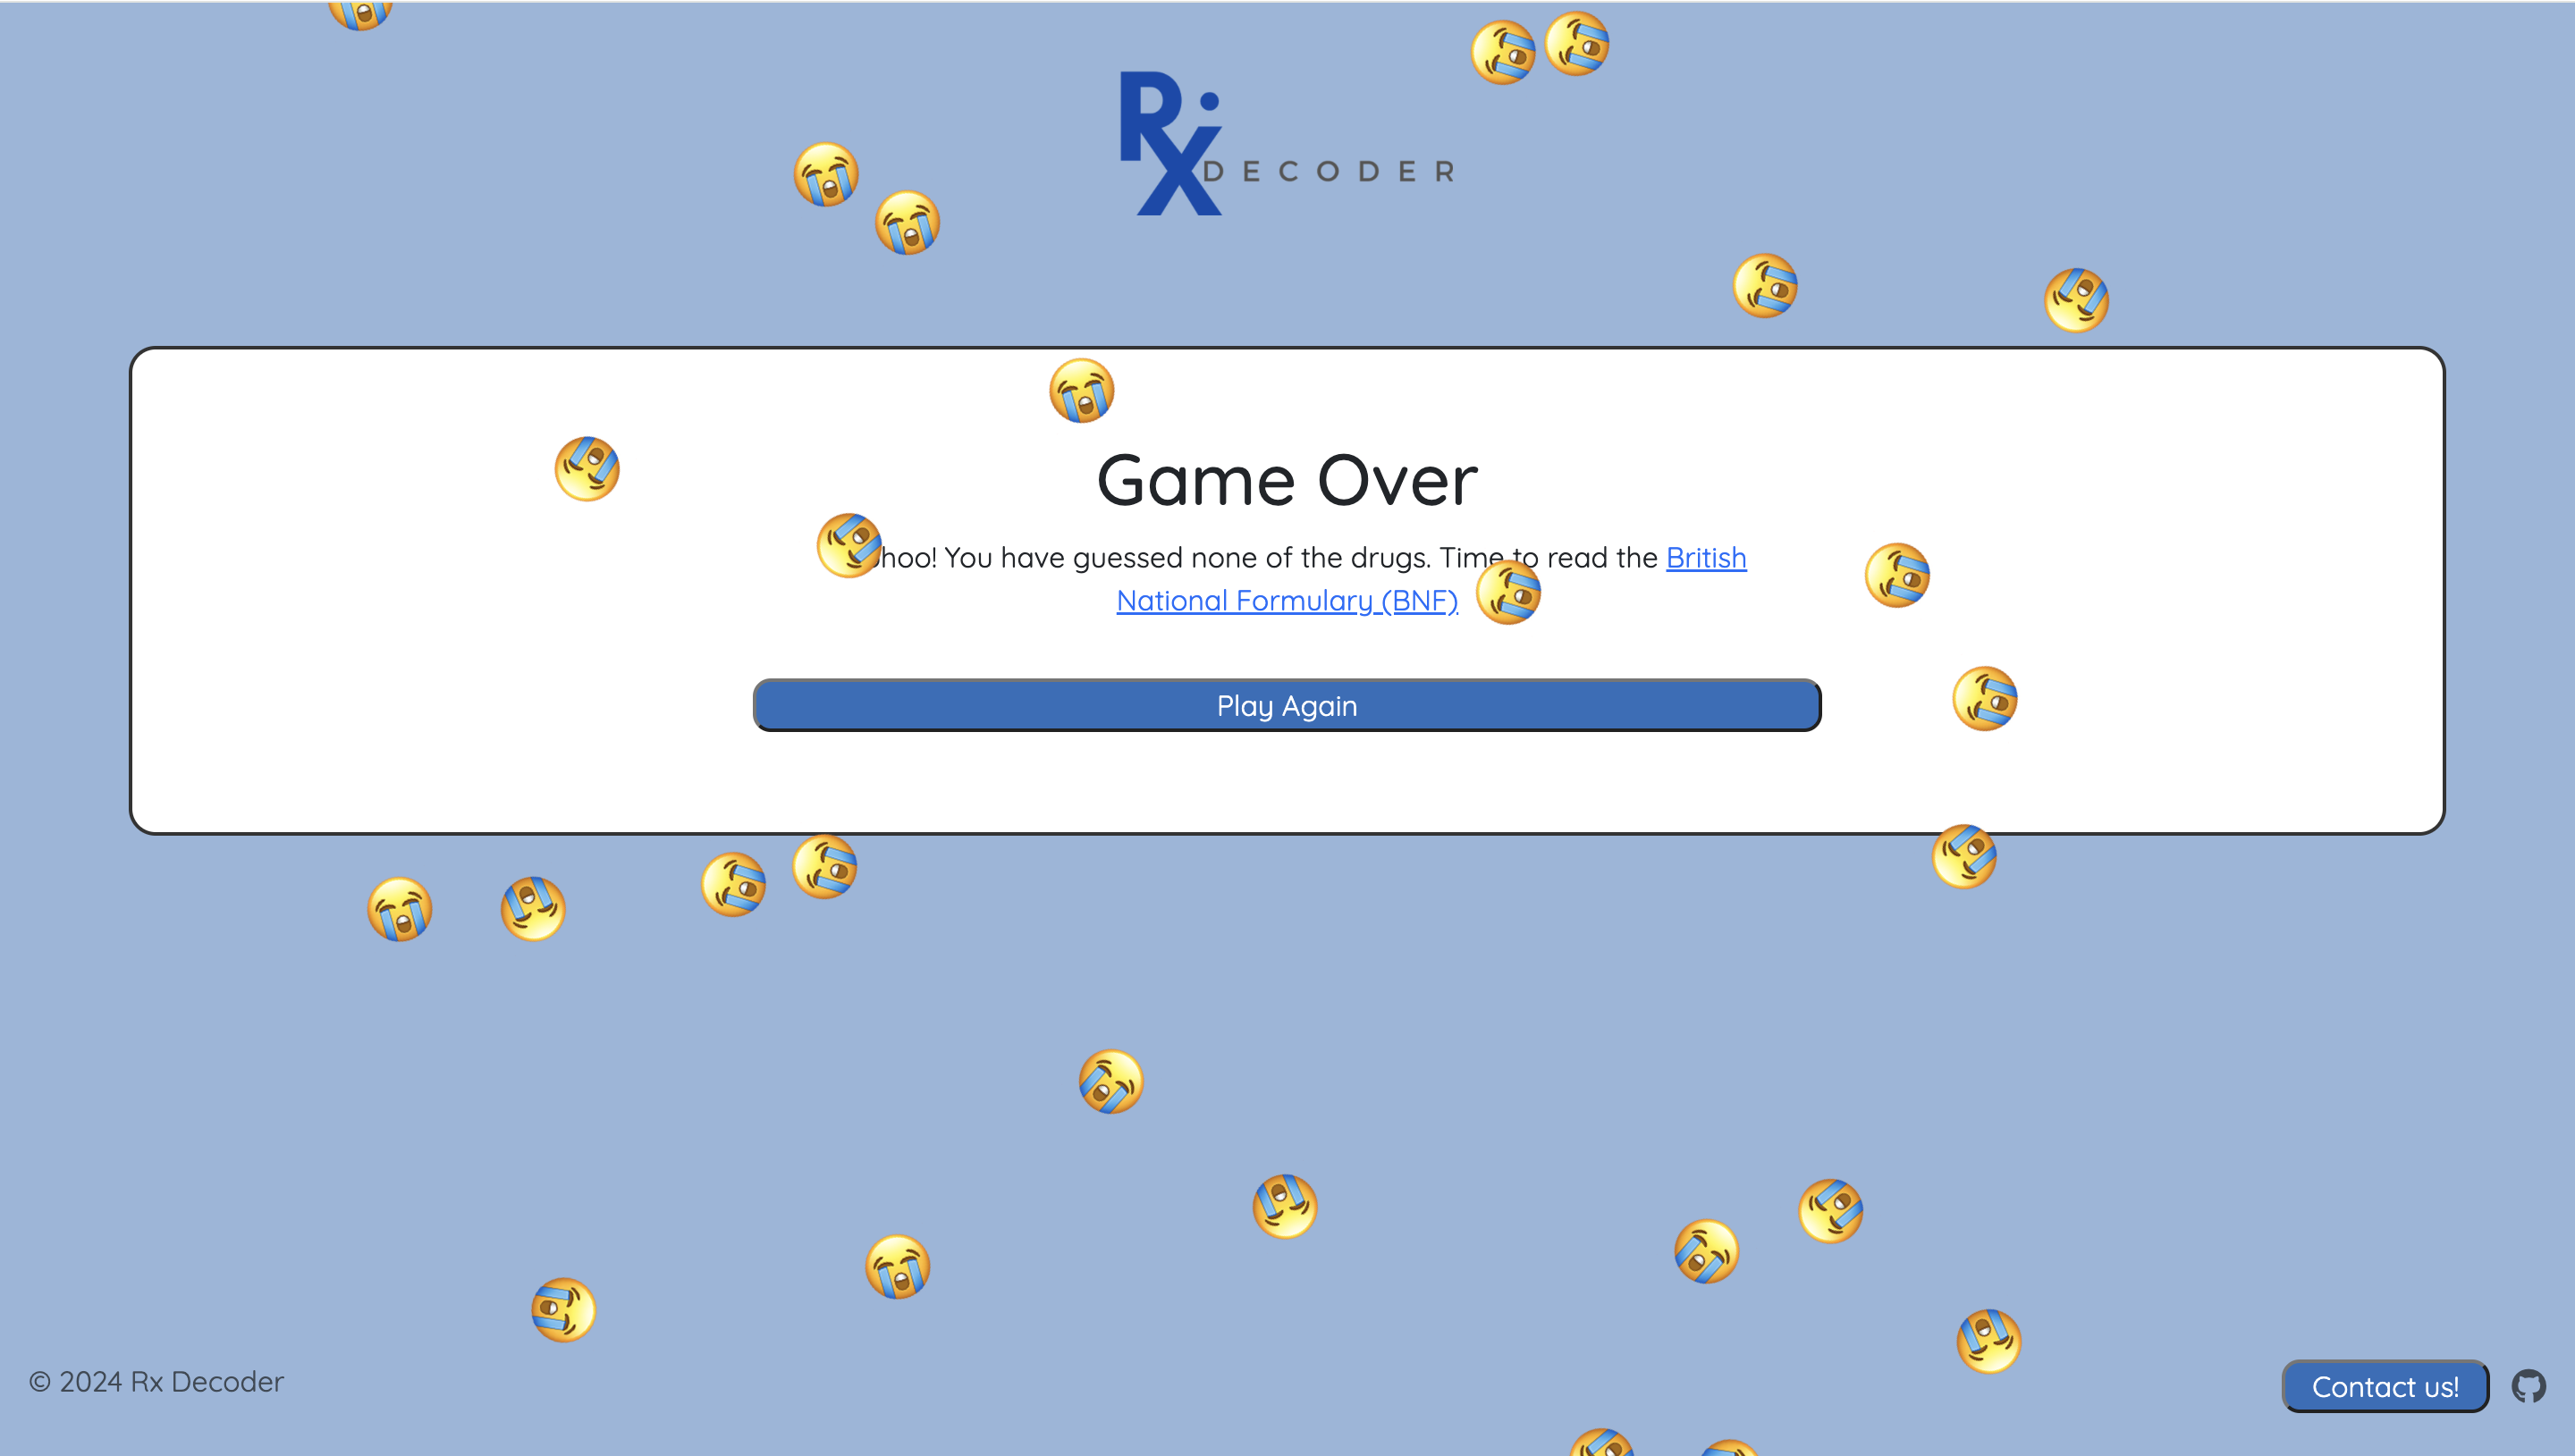 Rx DECODER
Game Over
hoo! You have guessed none of the drugs. Time to read the British
National Formulary (BNF)
Play Again
© 2024 Rx Decoder
Contact us!